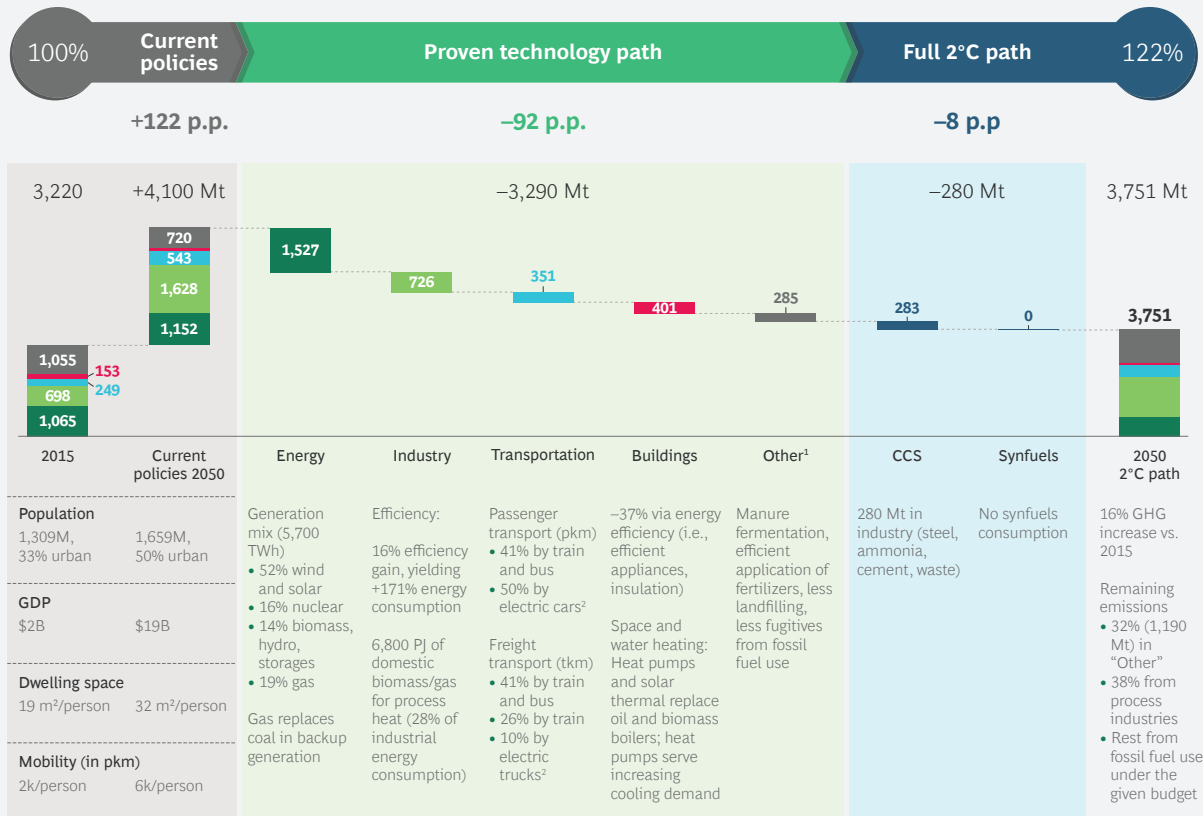 100%
Current
policies
Proven technology path
Full 2°C path
122%
+122 p.p.
–92 p.p.
–8 p.p
3,220
+4,100 Mt
–3,290 Mt
–280 Mt
3,751 Mt
720
543
1,628
1,152
1,055
153
249
698
1,065
1,527
726
351
401
285
283
0
3,751
2015
Current
policies 2050
Energy
Industry
Transportation
Buildings
Other¹
CCS
Synfuels
2050
2°C path
Population
1,309M,
33% urban
1,659M,
50% urban
GDP
$2B
$19B
Dwelling space
19 m²/person
32 m²/person
Mobility (in pkm)
2k/person
6k/person
Generation
mix (5,700
TWh)
• 52% wind
and solar
• 16% nuclear
• 14% biomass,
hydro,
storages
• 19% gas
Gas replaces
coal in backup
generation
Efficiency:
16% efficiency
gain, yielding
+171% energy
consumption
6,800 PJ of
domestic
biomass/gas
for process
heat (28% of
industrial
energy
consumption)
Passenger
transport (pkm)
• 41% by train
and bus
• 50% by
electric cars²
Freight
transport (tkm)
• 41% by train
and bus
• 26% by train
• 10% by
electric
trucks²
–37% via energy
efficiency (i.e.,
efficient
appliances,
insulation)
Space and
water heating:
Heat pumps
and solar
thermal replace
oil and biomass
boilers; heat
pumps serve
increasing
cooling demand
Manure
fermentation,
efficient
application of
fertilizers, less
landfilling,
less fugitives
from fossil
fuel use
280 Mt in
industry (steel,
ammonia,
cement, waste)
No synfuels
consumption
16% GHG
increase vs.
2015
Remaining
emissions
• 32% (1,190
Mt) in
“Other”
• 38% from
process
industries
• Rest from
fossil fuel use
under the
given budget